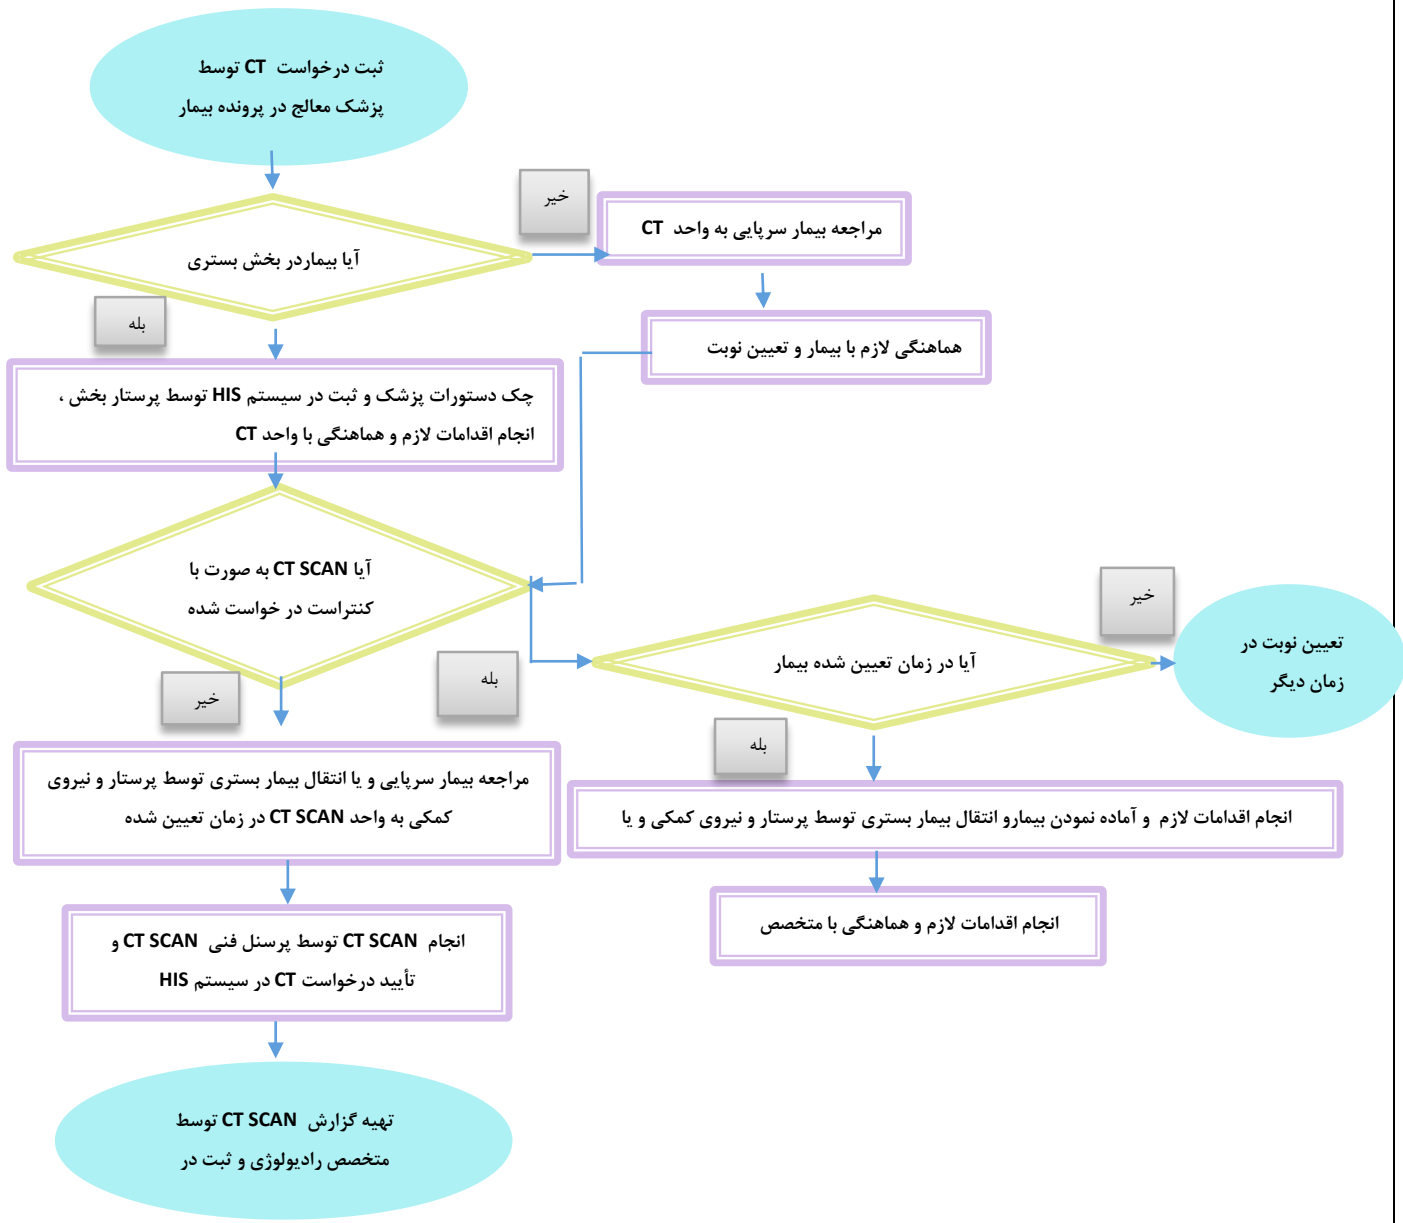 ثبت درخواست CT توسط
پزشک معالج در پرونده بیمار
آیا بیماردر بخش بستری
خیر
مراجعه بیمار سرپایی به واحد CT
هماهنگی لازم با بیمار و تعیین نوبت
بله
چک دستورات پزشک و ثبت در سیستم HIS توسط پرستار بخش ،
انجام اقدامات لازم و هماهنگی با واحد CT
آیا CT SCAN به صورت با
کنتراست در خواست شده
بله
خیر
آیا در زمان تعیین شده بیمار
خیر
تعیین نوبت در
زمان دیگر
بله
انجام اقدامات لازم و آماده نمودن بیمارو انتقال بیمار بستری توسط پرستار و نیروی کمکی و یا
انجام اقدامات لازم و هماهنگی با متخصص
مراجعه بیمار سرپایی و یا انتقال بیمار بستری توسط پرستار و نیروی
کمکی به واحد CT SCAN در زمان تعیین شده
انجام CT SCAN توسط پرسنل فنی CT SCAN و
تأیید درخواست CT در سیستم HIS
تهیه گزارش CT SCAN توسط
متخصص رادیولوژی و ثبت در